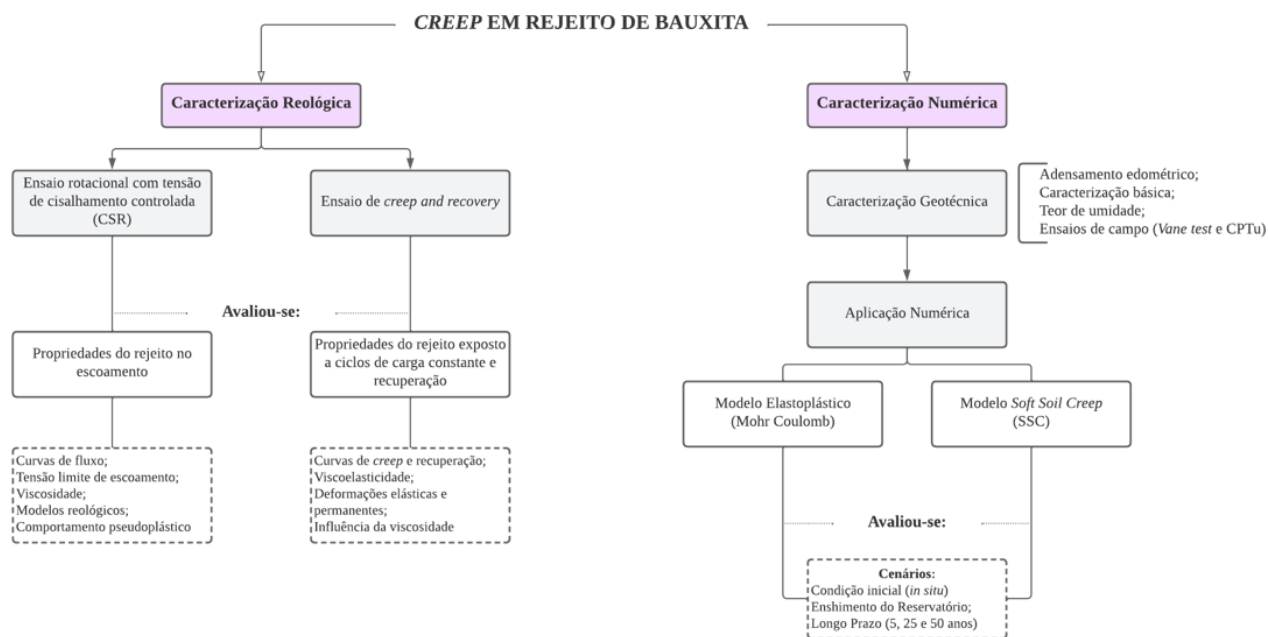 CREEP EM REJEITO DE BAUXITA
Caracterização Reológica
Ensaio rotacional com tensão
de cisalhamento controlada
(CSR)
Ensaio de creep and recovery
Avaliou-se:
Propriedades do rejeito no
escoamento
Propriedades do rejeito exposto
a ciclos de carga constante e
recuperação
Curvas de fluxo;
Tensão limite de escoamento;
Viscosidade;
Modelos reológicos;
Comportamento pseudoplástico
Curvas de creep e recuperação;
Viscoelasticidade;
Deformações elásticas e
permanentes;
Influência da viscosidade
Caracterização Numérica
Caracterização Geotécnica
Adensamento edométrico;
Caracterização básica;
Teor de umidade;
Ensaios de campo (Vane test e CPTu)
Aplicação Numérica
Modelo Elastoplástico
(Mohr Coulomb)
Modelo Soft Soil Creep
(SSC)
Avaliou-se:
Cenários:
Condição inicial (in situ)
Enshimento do Reservatório;
Longo Prazo (5, 25 e 50 anos)